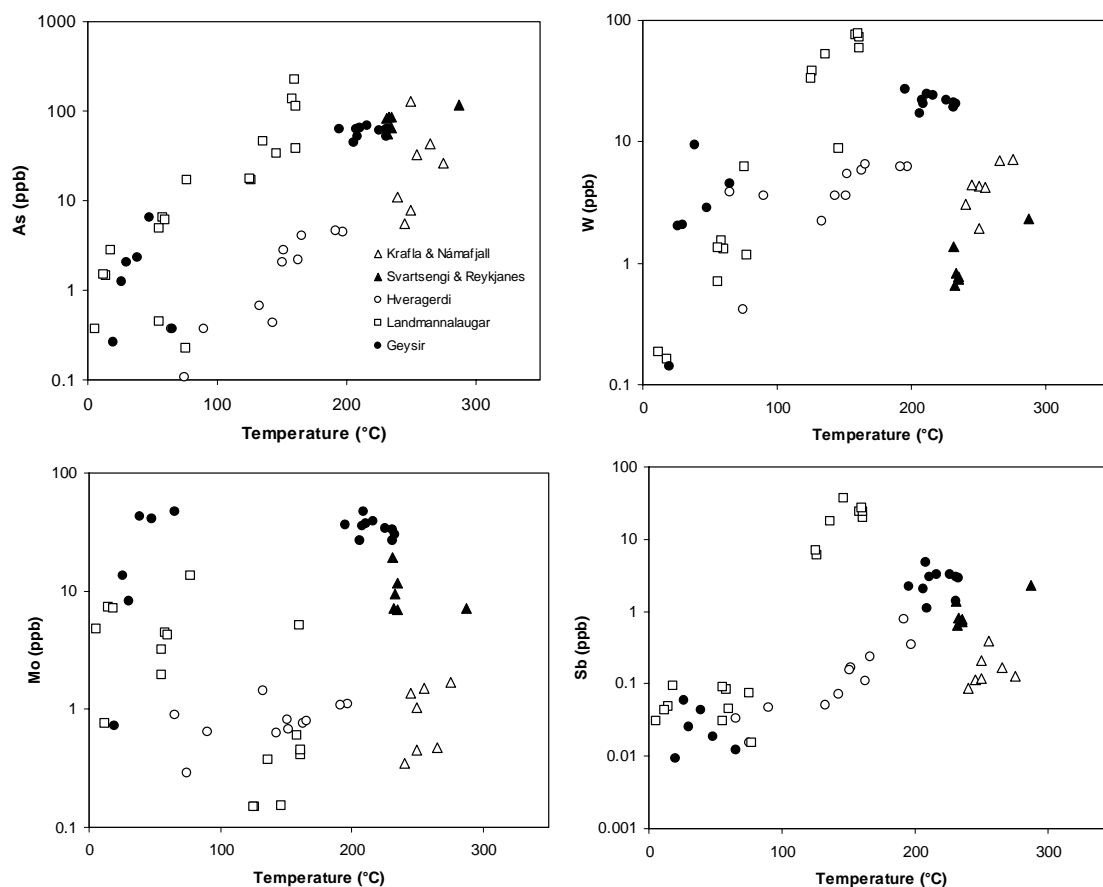 1000
100
10
1
0.1
As (ppb)
0 100 200 300
Temperature (°C)
Krafla & Námafjall
Svartsengi & Reykjanes
Hveragerdi
Landmannalaugar
Geysir
100
10
1
0.1
W (ppb)
0 100 200 300
Temperature (°C)
100
10
1
0.1
Mo (ppb)
0 100 200 300
Temperature (°C)
100
10
1
0.1
0.01
0.001
Sb (ppb)
0 100 200 300
Temperature (°C)